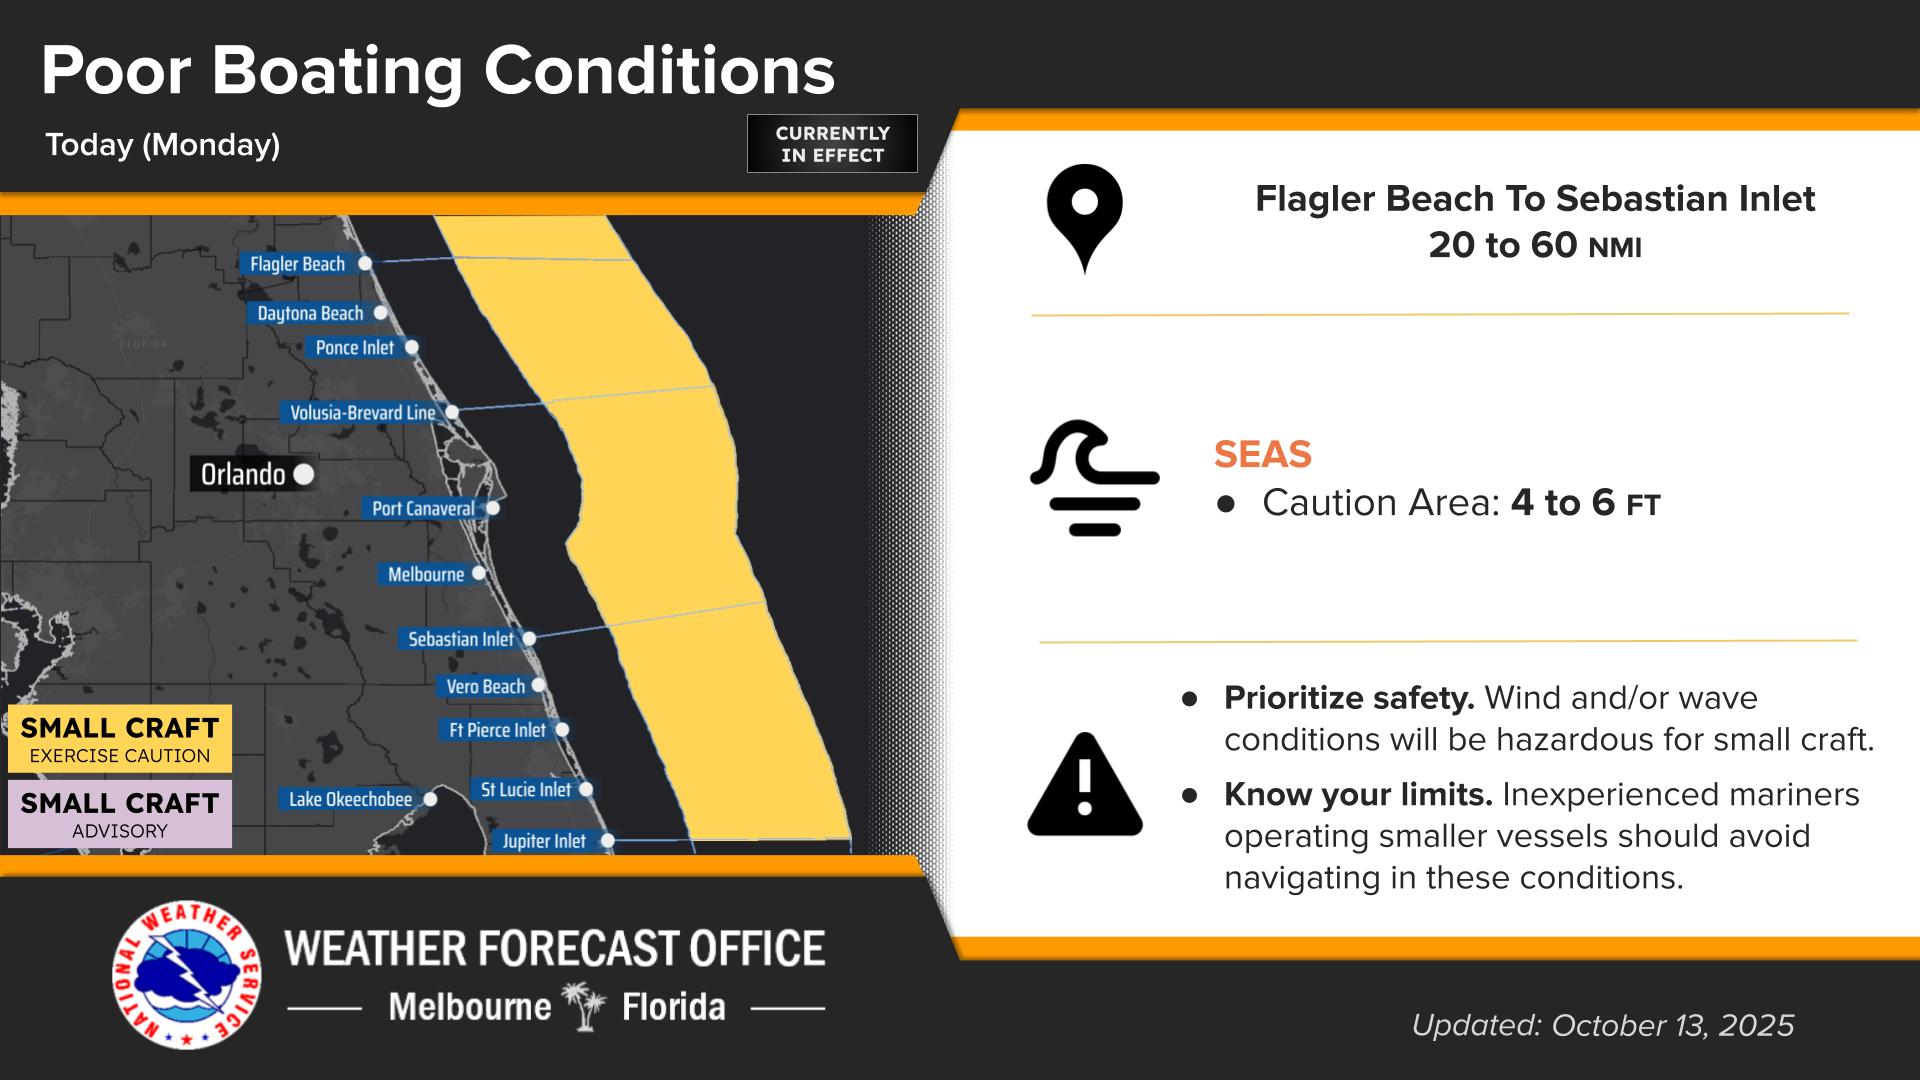 Poor Boating Conditions
Today (Monday)
CURRENTLY
IN EFFECT
Flagler Beach
Daytona Beach
FLORIDA
Ponce Inlet
Volusia-Brevard Line
Orlando
Port Canaveral
Melbourne
Sebastian Inlet
Vero Beach
Ft Pierce Inlet
St Lucie Inlet
Lake Okeechobee
Jupiter Inlet
SMALL CRAFT
EXERCISE CAUTION
SMALL CRAFT
ADVISORY
Flagler Beach To Sebastian Inlet
20 to 60 NMI
SEAS
● Caution Area: 4 to 6 FT
● Prioritize safety. Wind and/or wave
conditions will be hazardous for small craft.
● Know your limits. Inexperienced mariners
operating smaller vessels should avoid
navigating in these conditions.
NATIONAL WEATHER SERVICE
WEATHER FORECAST OFFICE
Melbourne Florida
Updated: October 13, 2025